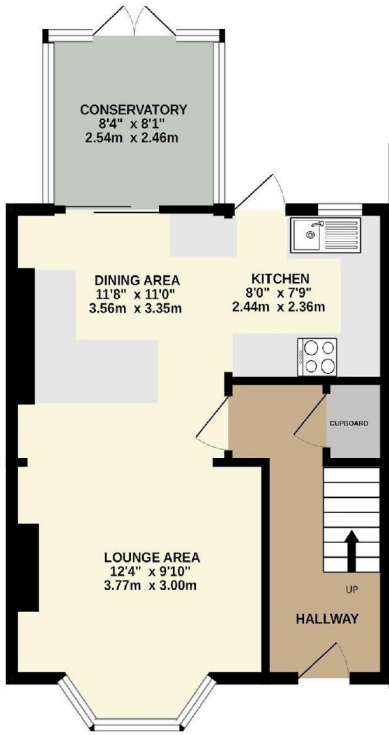 CONSERVATORY
8'4" x 8'1"
2.54m x 2.46m
DINING AREA
11'8" x 11'0"
3.56m x 3.35m
KITCHEN
8'0" x 7'9"
2.44m x 2.36m
CUPBOARD
LOUNGE AREA
12'4" x 9'10"
3.77m x 3.00m
UP
HALLWAY